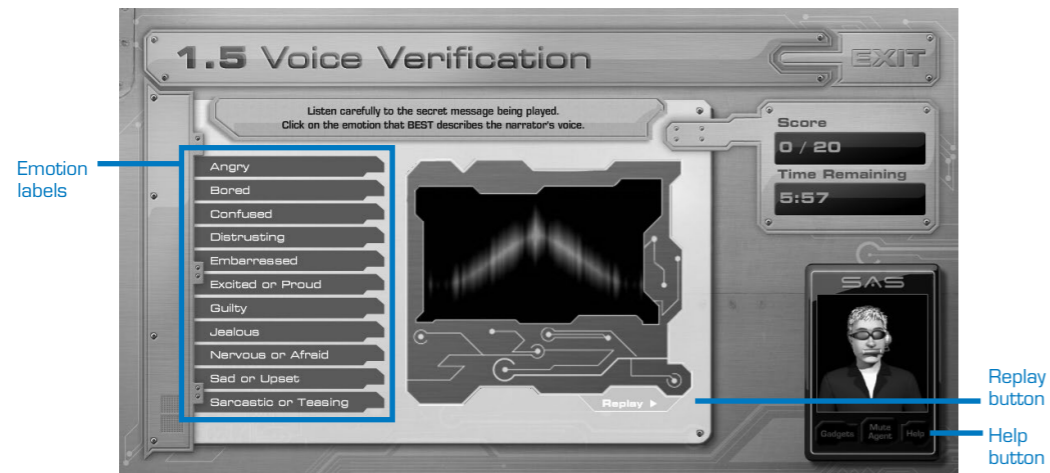 1.5 Voice Verification
EXIT
Listen carefully to the secret message being played.
Click on the emotion that BEST describes the narrator's voice.
Score
0 / 20
Time Remaining
5:57
Emotion
labels
Angry
Bored
Confused
Distrusting
Embarrassed
Excited or Proud
Guilty
Jealous
Nervous or Afraid
Sad or Upset
Sarcastic or Teasing
Replay
SAS
Gadgets
Mute
Agent
Help
Replay
button
Help
button